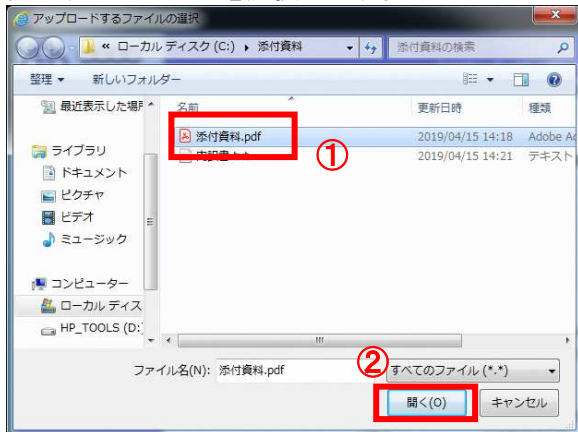 アップロードするファイルの選択
« ローカル ディスク (C:) ▸ 添付資料
添付資料の検索
整理 ▼ 新しいフォルダー
最近表示した場所
ライブラリ
ドキュメント
ピクチャ
ビデオ
ミュージック
コンピューター
ローカル ディス
HP_TOOLS (D:)
名前 更新日時 種類
添付資料.pdf 2019/04/15 14:18 Adobe Ac
2019/04/15 14:21 テキスト
①
ファイル名(N): 添付資料.pdf
②
すべてのファイル (*.*)
開く(O) キャンセル